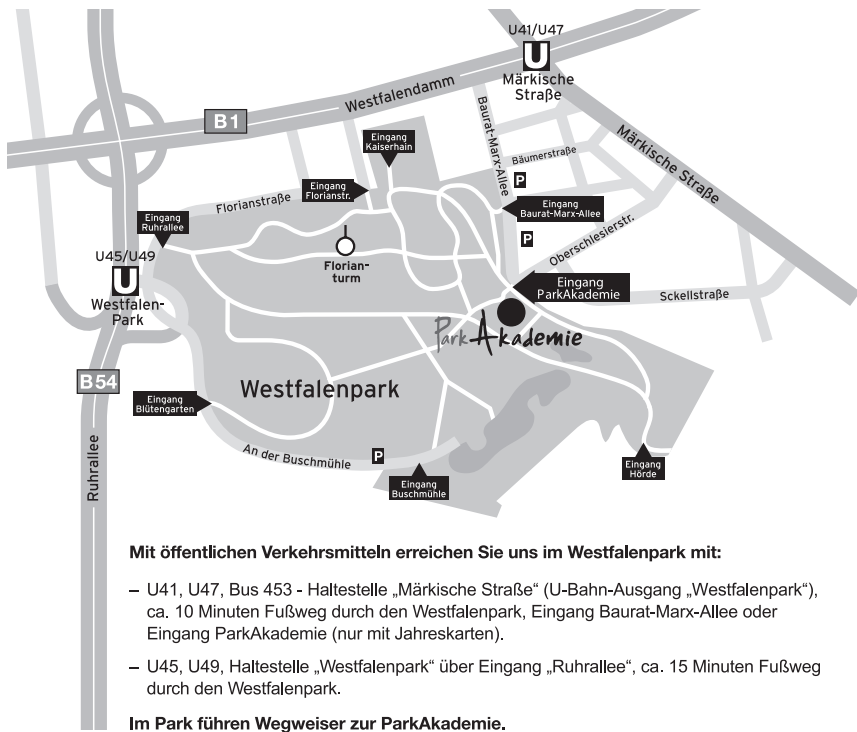 U41/U47
U
Märkische
Straße
Westfalendamm
B1
Baurat-Marx-Allee
Märkische Straße
Eingang
Kaiserhain
Bäumerstraße
P
Eingang
Florianstr.
Florianstraße
Eingang
Baurat-Marx-Allee
Eingang
Ruhrallee
P
Oberschlesierstr.
U45/U49
U
Westfalen-
Park
Florian-
turm
Eingang
ParkAkademie
Sckellstraße
ParkAkademie
B54
Westfalenpark
Eingang
Blütengarten
An der Buschmühle
P
Eingang
Buschmühle
Eingang
Hörde
Ruhrallee
Mit öffentlichen Verkehrsmitteln erreichen Sie uns im Westfalenpark mit:
– U41, U47, Bus 453 - Haltestelle „Märkische Straße“ (U-Bahn-Ausgang „Westfalenpark“),
ca. 10 Minuten Fußweg durch den Westfalenpark, Eingang Baurat-Marx-Allee oder
Eingang ParkAkademie (nur mit Jahreskarten).
– U45, U49, Haltestelle „Westfalenpark“ über Eingang „Ruhrallee“, ca. 15 Minuten Fußweg
durch den Westfalenpark.
Im Park führen Wegweiser zur ParkAkademie.